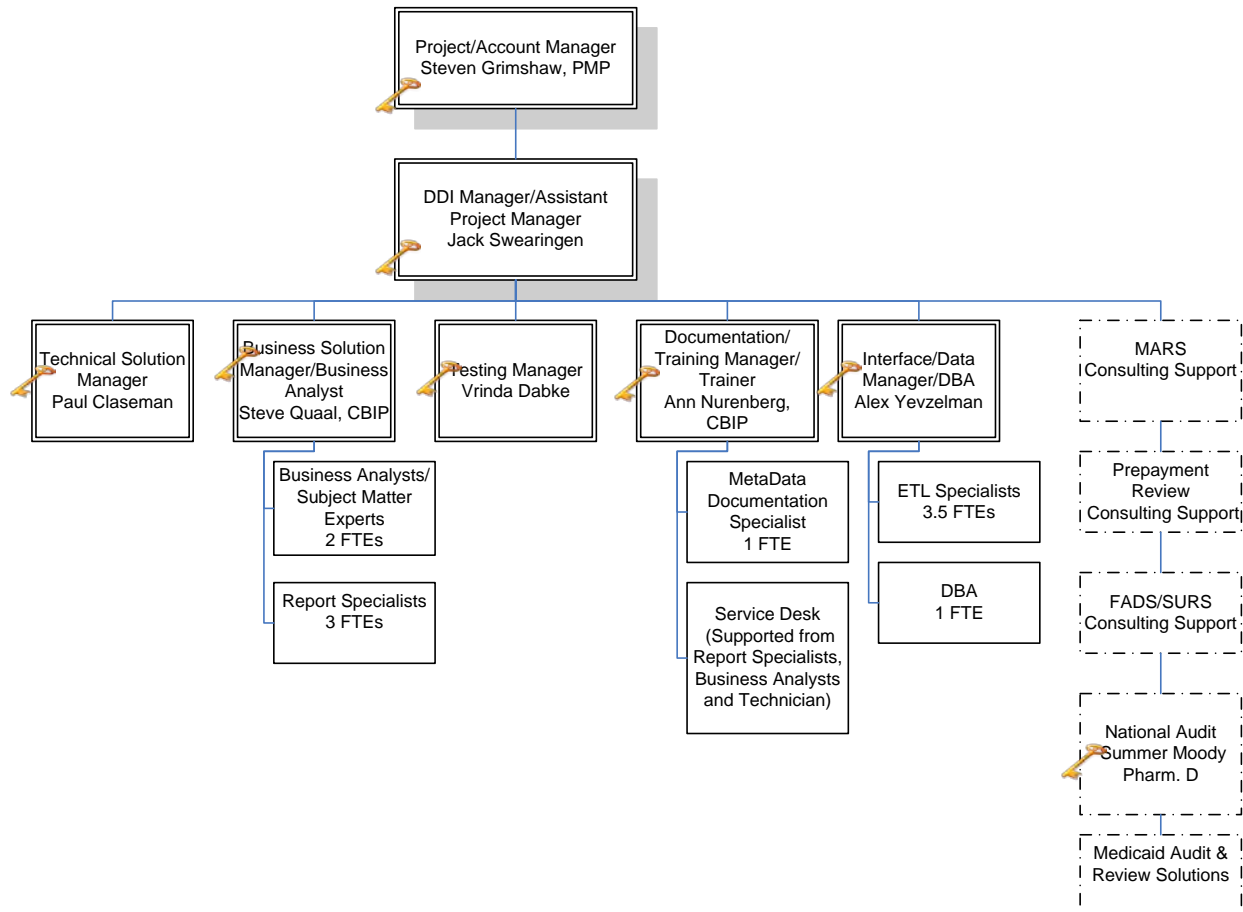 Project/Account Manager
Steven Grimshaw, PMP
DDI Manager/Assistant
Project Manager
Jack Swearingen
Technical Solution
Manager
Paul Claseman
Business Solution
Manager/Business
Analyst
Steve Quaal, CBIP
Testing Manager
Vrinda Dabke
Documentation/
Training Manager/
Trainer
Ann Nurenberg,
CBIP
Interface/Data
Manager/DBA
Alex Yevzelman
MARS
Consulting Support
Business Analysts/
Subject Matter
Experts
2 FTEs
Report Specialists
3 FTEs
MetaData
Documentation
Specialist
1 FTE
Service Desk
(Supported from
Report Specialists,
Business Analysts
and Technician)
ETL Specialists
3.5 FTEs
DBA
1 FTE
Prepayment
Review
Consulting Support
FADS/SURS
Consulting Support
National Audit
Summer Moody
Pharm. D
Medicaid Audit &
Review Solutions